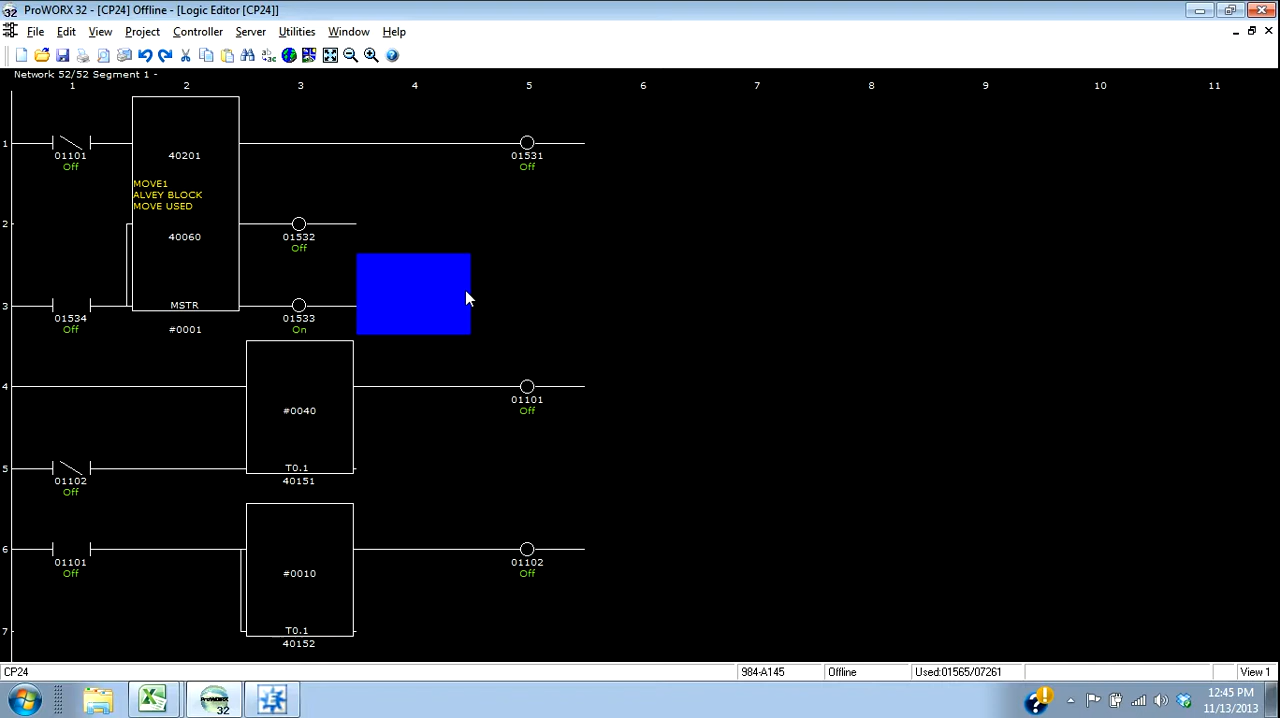 ProWORX 32 - [CP24] Offline - [Logic Editor [CP24]]
File Edit View Project Controller Server Utilities Window Help
Network 52/52 Segment 1 -
1 2 3 4 5 6 7 8 9 10 11
1
01101
Off
40201
01531
Off
MOVE1
ALVEY BLOCK
MOVE USED
2
40060
01532
Off
3
01534
Off
MSTR
#0001
01533
On
4
#0040
01101
Off
5
01102
Off
T0.1
40151
6
01101
Off
#0010
01102
Off
7
T0.1
40152
CP24 984-A145 Offline Used:01565/07261 View 1
ProWORX
32
12:45 PM
11/13/2013